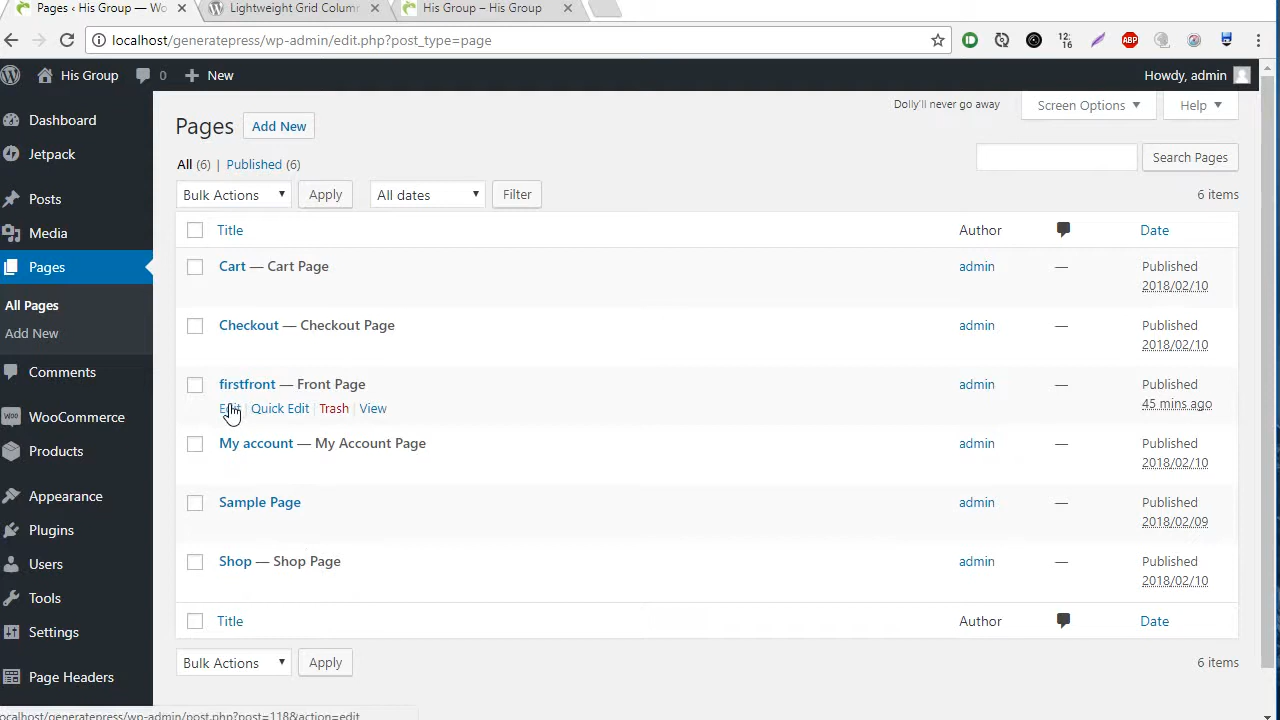 Pages ‹ His Group — Wo
Lightweight Grid Column
His Group – His Group
localhost/generatepress/wp-admin/edit.php?post_type=page
12:
16
ABP
His Group
0
New
Howdy, admin
Dashboard
Jetpack
Posts
Media
Pages
All Pages
Add New
Comments
WooCommerce
Products
Appearance
Plugins
Users
Tools
Settings
Page Headers
Dolly'll never go away
Screen Options
Help
Pages
Add New
All (6) | Published (6)
Search Pages
Bulk Actions
Apply
All dates
Filter
6 items
Title
Author
Date
Cart — Cart Page
admin
—
Published
2018/02/10
Checkout — Checkout Page
admin
—
Published
2018/02/10
firstfront — Front Page
Edit | Quick Edit | Trash | View
admin
—
Published
45 mins ago
My account — My Account Page
admin
—
Published
2018/02/10
Sample Page
admin
—
Published
2018/02/09
Shop — Shop Page
admin
—
Published
2018/02/10
Title
Author
Date
Bulk Actions
Apply
6 items
ocalhost/generatepress/wp-admin/post.php?post=118&action=edit